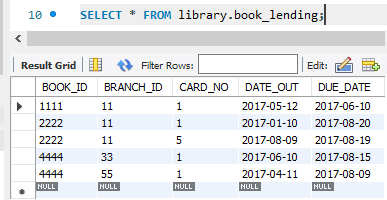 10 SELECT * FROM library.book_lending;
Result Grid Filter Rows: Edit:
BOOK_ID BRANCH_ID CARD_NO DATE_OUT DUE_DATE
1111 11 1 2017-05-12 2017-06-10
2222 11 1 2017-01-10 2017-08-20
2222 11 5 2017-08-09 2017-08-19
4444 33 1 2017-06-10 2017-08-15
4444 55 1 2017-04-11 2017-08-09
NULL NULL NULL NULL NULL